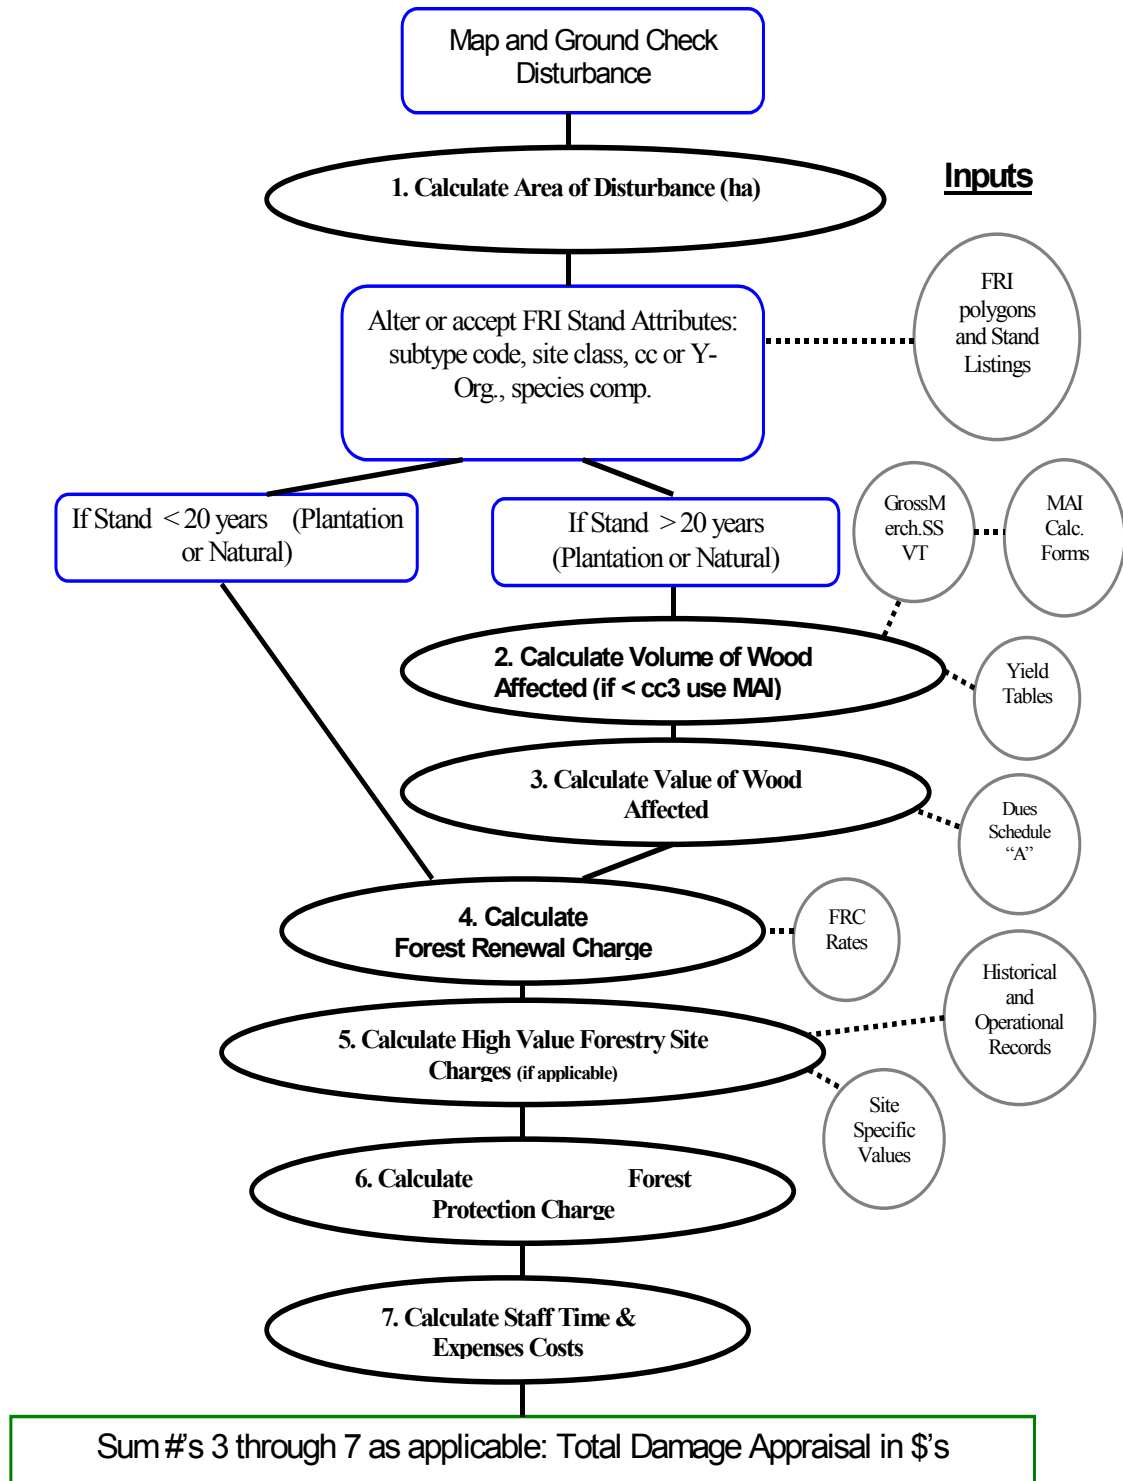 Map and Ground Check
Disturbance
1. Calculate Area of Disturbance (ha)
Inputs
FRI
polygons
and Stand
Listings
Alter or accept FRI Stand Attributes:
subtype code, site class, cc or Y-
Org., species comp.
If Stand < 20 years (Plantation
or Natural)
If Stand > 20 years
(Plantation or Natural)
GrossM
erch.SS
VT
MAI
Calc.
Forms
2. Calculate Volume of Wood
Affected (if < cc3 use MAI)
Yield
Tables
3. Calculate Value of Wood
Affected
Dues
Schedule
“A”
4. Calculate
Forest Renewal Charge
FRC
Rates
Historical
and
Operational
Records
5. Calculate High Value Forestry Site
Charges (if applicable)
Site
Specific
Values
6. Calculate Forest
Protection Charge
7. Calculate Staff Time &
Expenses Costs
Sum #'s 3 through 7 as applicable: Total Damage Appraisal in $'s